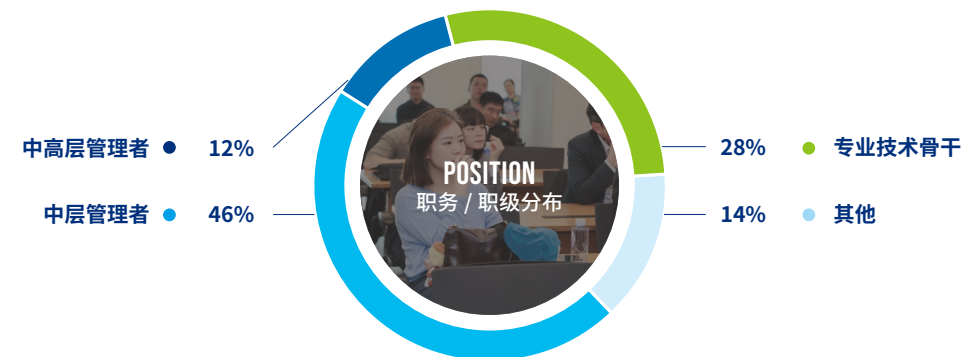 中高层管理者 12%
中层管理者 46%
POSITION
职务 / 职级分布
28% 专业技术骨干
14% 其他